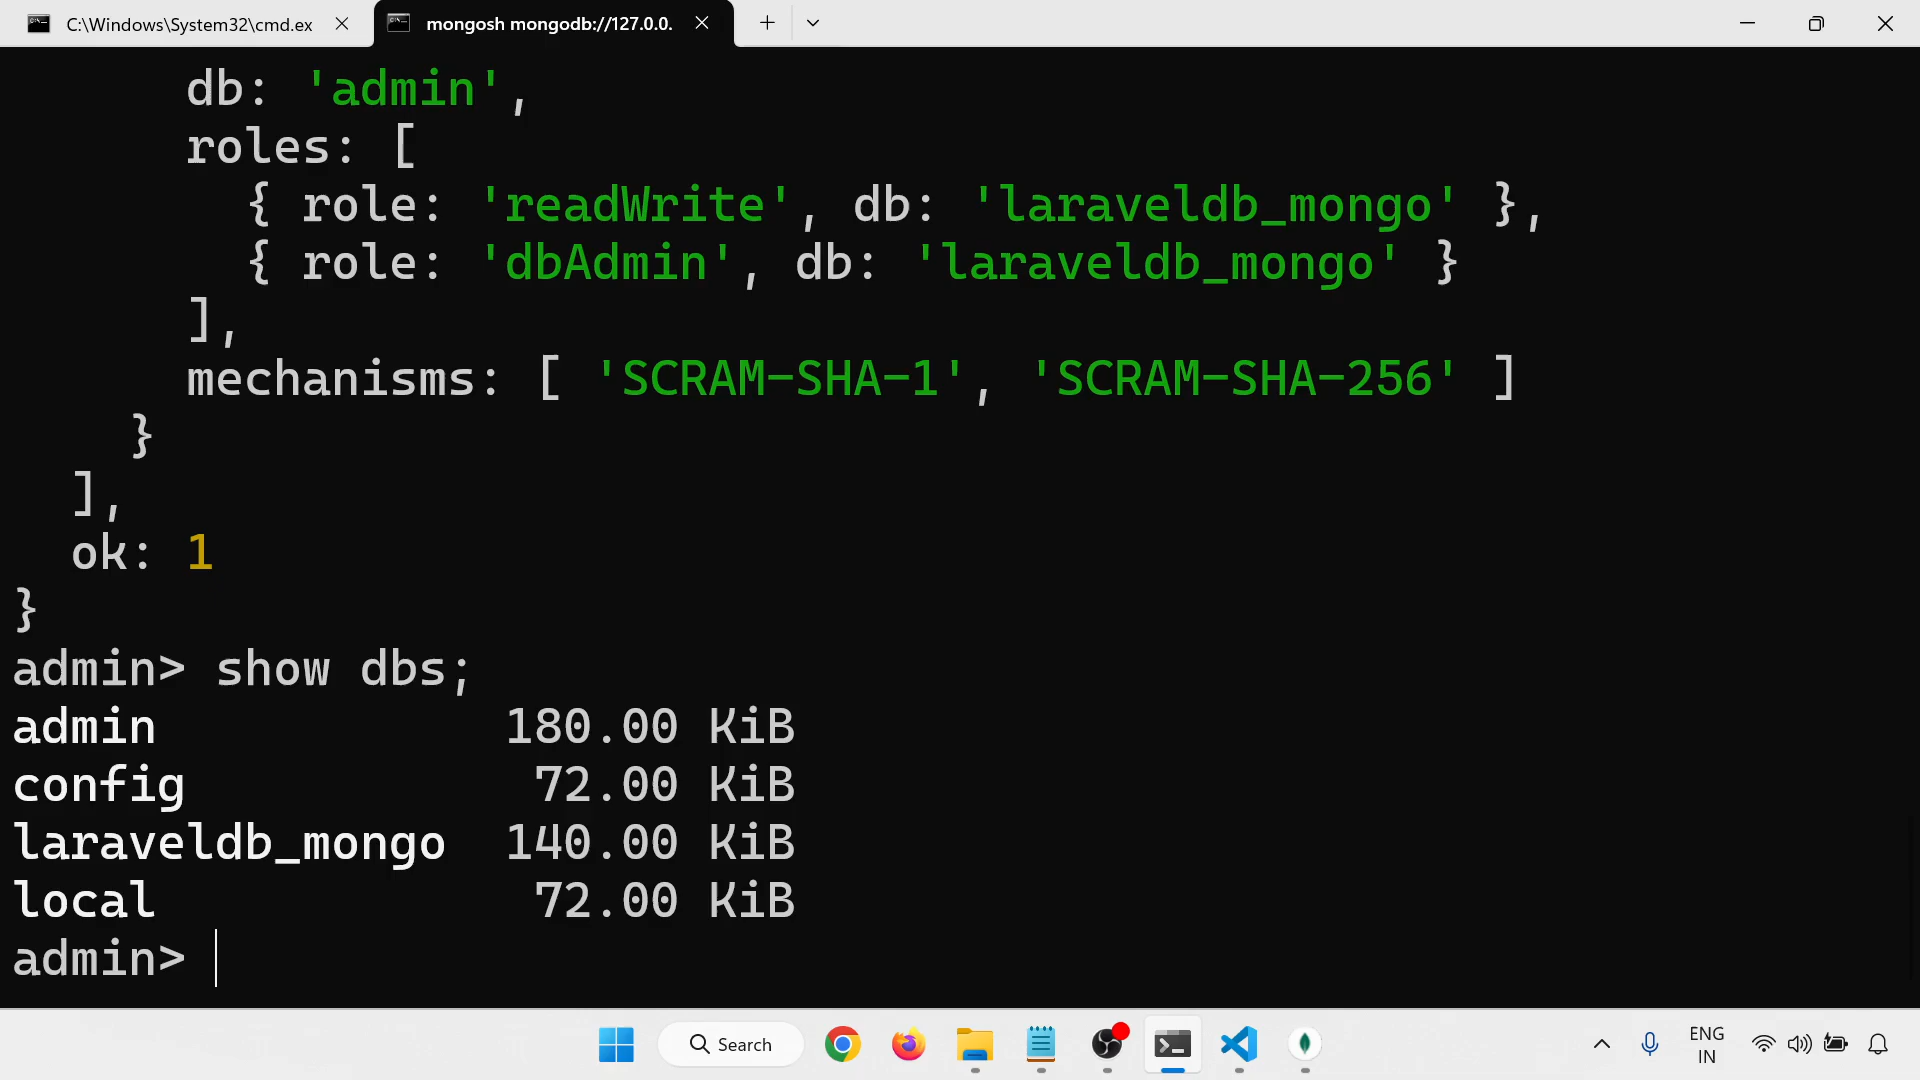 C:\Windows\System32\cmd.ex
mongosh mongodb://127.0.0.
db: 'admin',
roles: [
{ role: 'readWrite', db: 'laraveldb_mongo' },
{ role: 'dbAdmin', db: 'laraveldb_mongo' }
],
mechanisms: [ 'SCRAM-SHA-1', 'SCRAM-SHA-256' ]
}
],
ok: 1
}
admin> show dbs;
admin 180.00 KiB
config 72.00 KiB
laraveldb_mongo 140.00 KiB
local 72.00 KiB
admin>
Search
ENG
IN